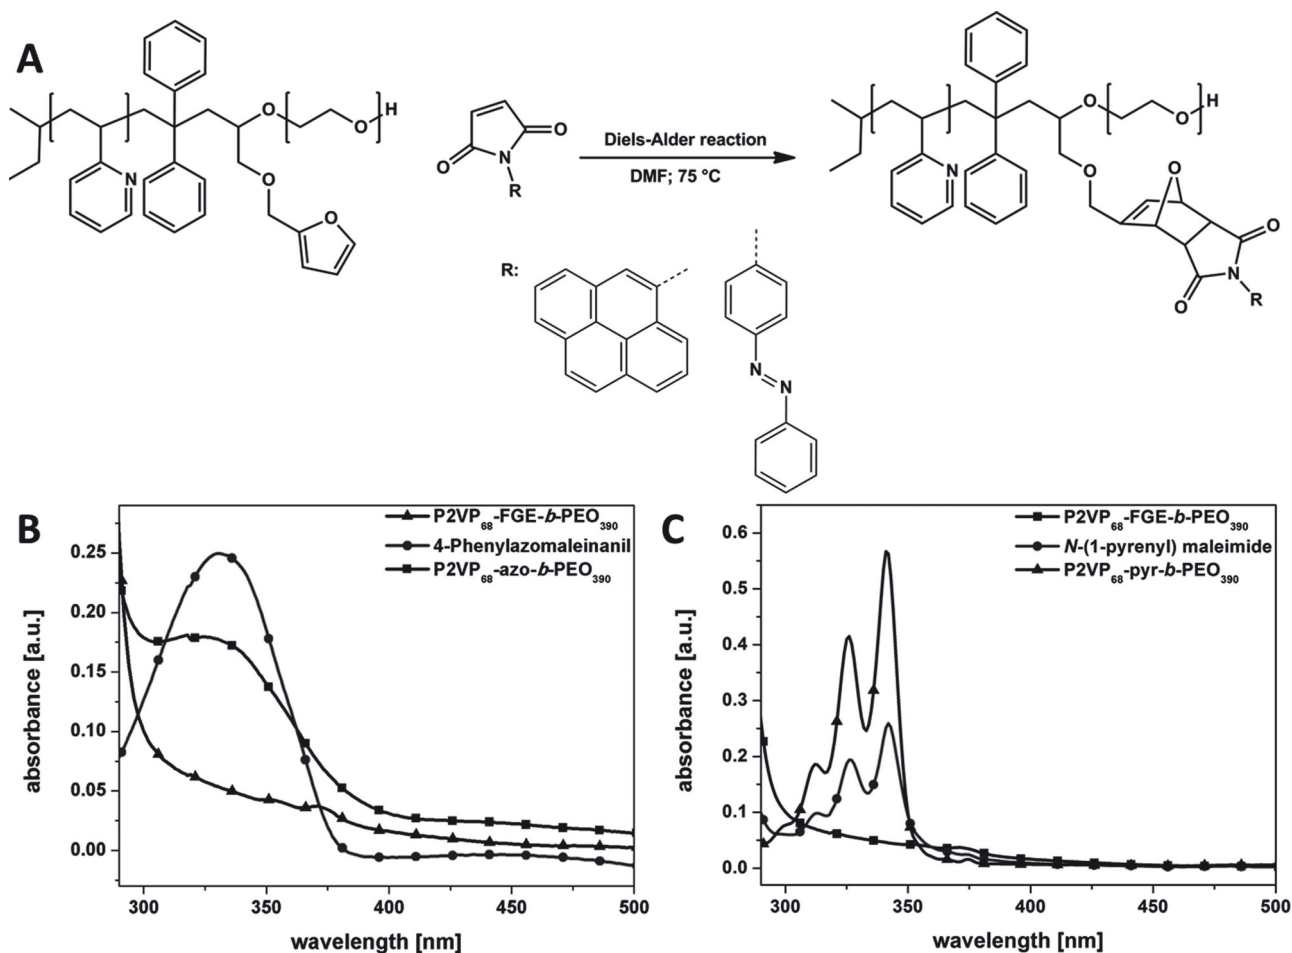 A
H
O
O
N
O
O
O
O
N
R
Diels-Alder reaction
DMF; 75 °C
H
O
O
N
O
O
O
N
O
R
R:
N
N
B
P2VP68-FGE-b-PEO390
4-Phenylazomaleinanil
P2VP68-azo-b-PEO390
0.25
0.20
0.15
0.10
0.05
0.00
absorbance [a.u.]
300 350 400 450 500
wavelength [nm]
C
P2VP68-FGE-b-PEO390
N-(1-pyrenyl) maleimide
P2VP68-pyr-b-PEO390
0.6
0.5
0.4
0.3
0.2
0.1
0.0
absorbance [a.u.]
300 350 400 450 500
wavelength [nm]